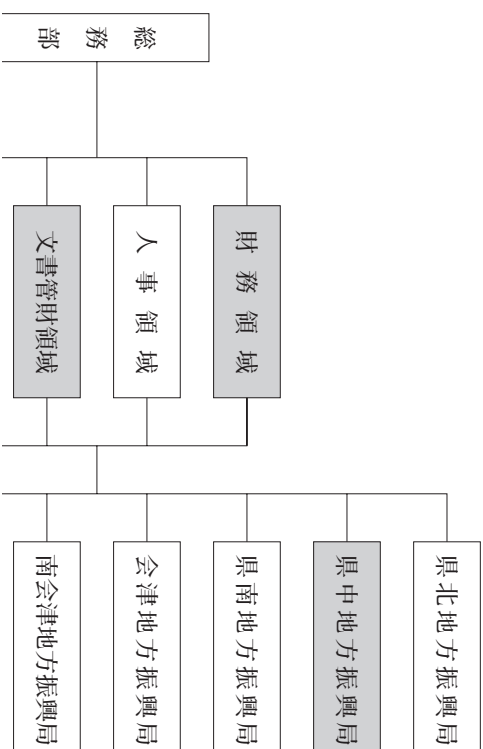 総務部
財務領域
人事領域
文書管財領域
県北地方振興局
県中地方振興局
県南地方振興局
会津地方振興局
南会津地方振興局